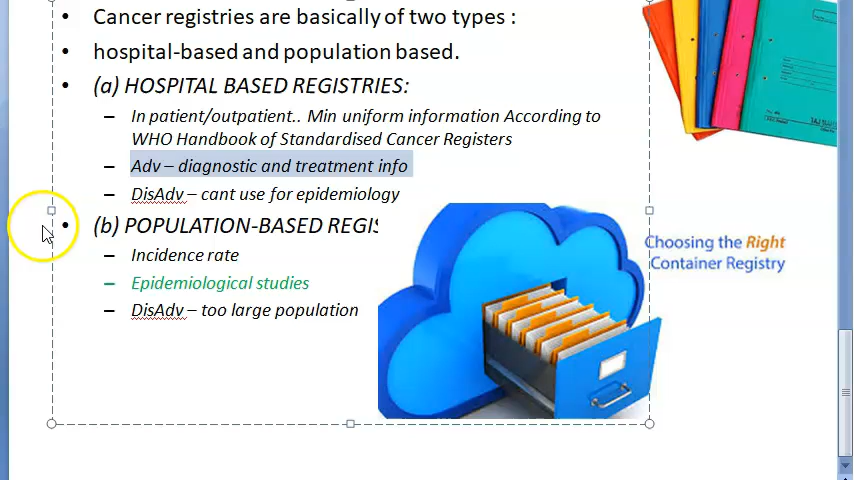 • Cancer registries are basically of two types :
• hospital-based and population based.
• (a) HOSPITAL BASED REGISTRIES:
– In patient/outpatient.. Min uniform information According to
WHO Handbook of Standardised Cancer Registers
– Adv – diagnostic and treatment info
– DisAdv – cant use for epidemiology
• (b) POPULATION-BASED REGIS
– Incidence rate
– Epidemiological studies
– DisAdv – too large population
Choosing the Right
Container Registry